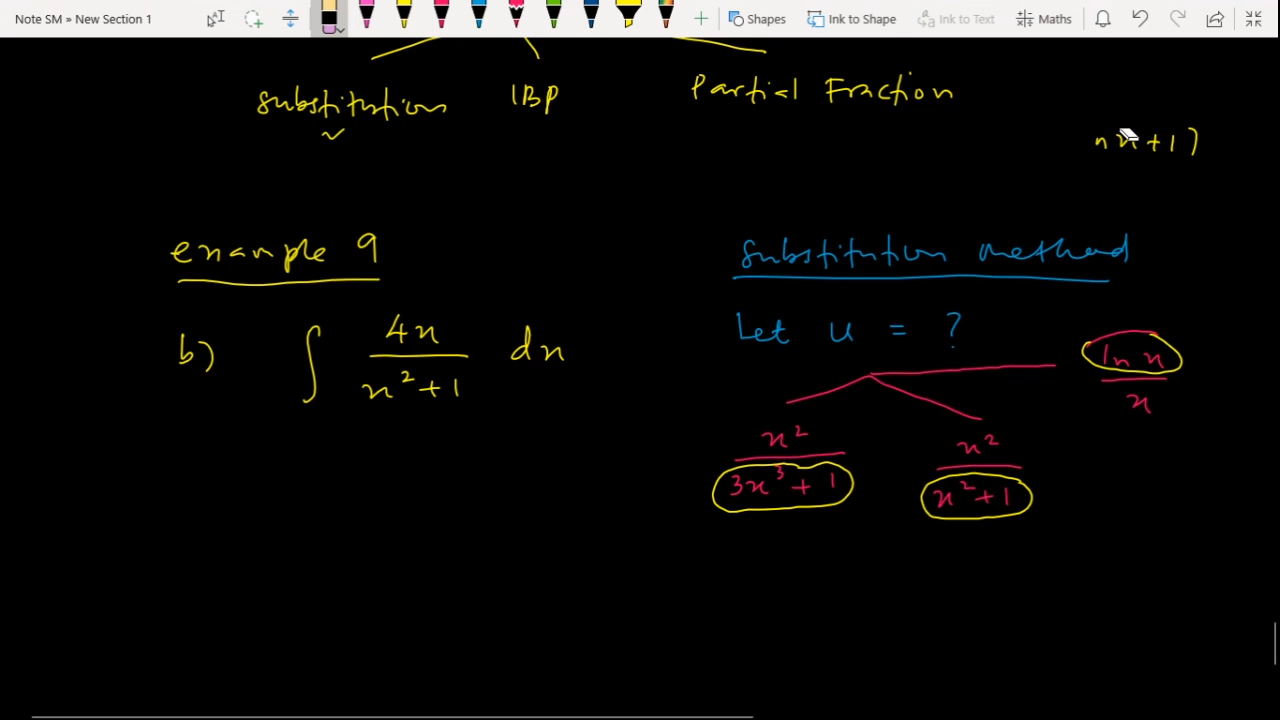 Note SM » New Section 1
Shapes
Ink to Shape
Ink to Text
Maths
Substitution IBP Partial Fraction
x + 1 )
example 9
b) ∫ 4x / (x² + 1) dx
Substitution method
Let u = ?
ln x / x
x² / (3x³ + 1)
x² / (x² + 1)